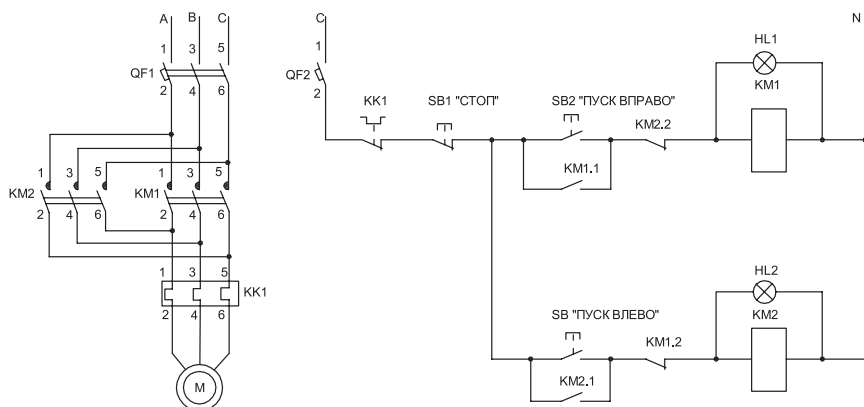 A B C
1 3 5
QF1
2 4 6
1 3 5 1 3 5
KM2 KM1
2 4 6 2 4 6
1 3 5
KK1
2 4 6
M
C N
1
QF2
2
KK1
SB1 "СТОП"
SB2 "ПУСК ВПРАВО"
KM1.1
KM2.2
HL1
KM1
SB "ПУСК ВЛЕВО"
KM2.1
KM1.2
HL2
KM2